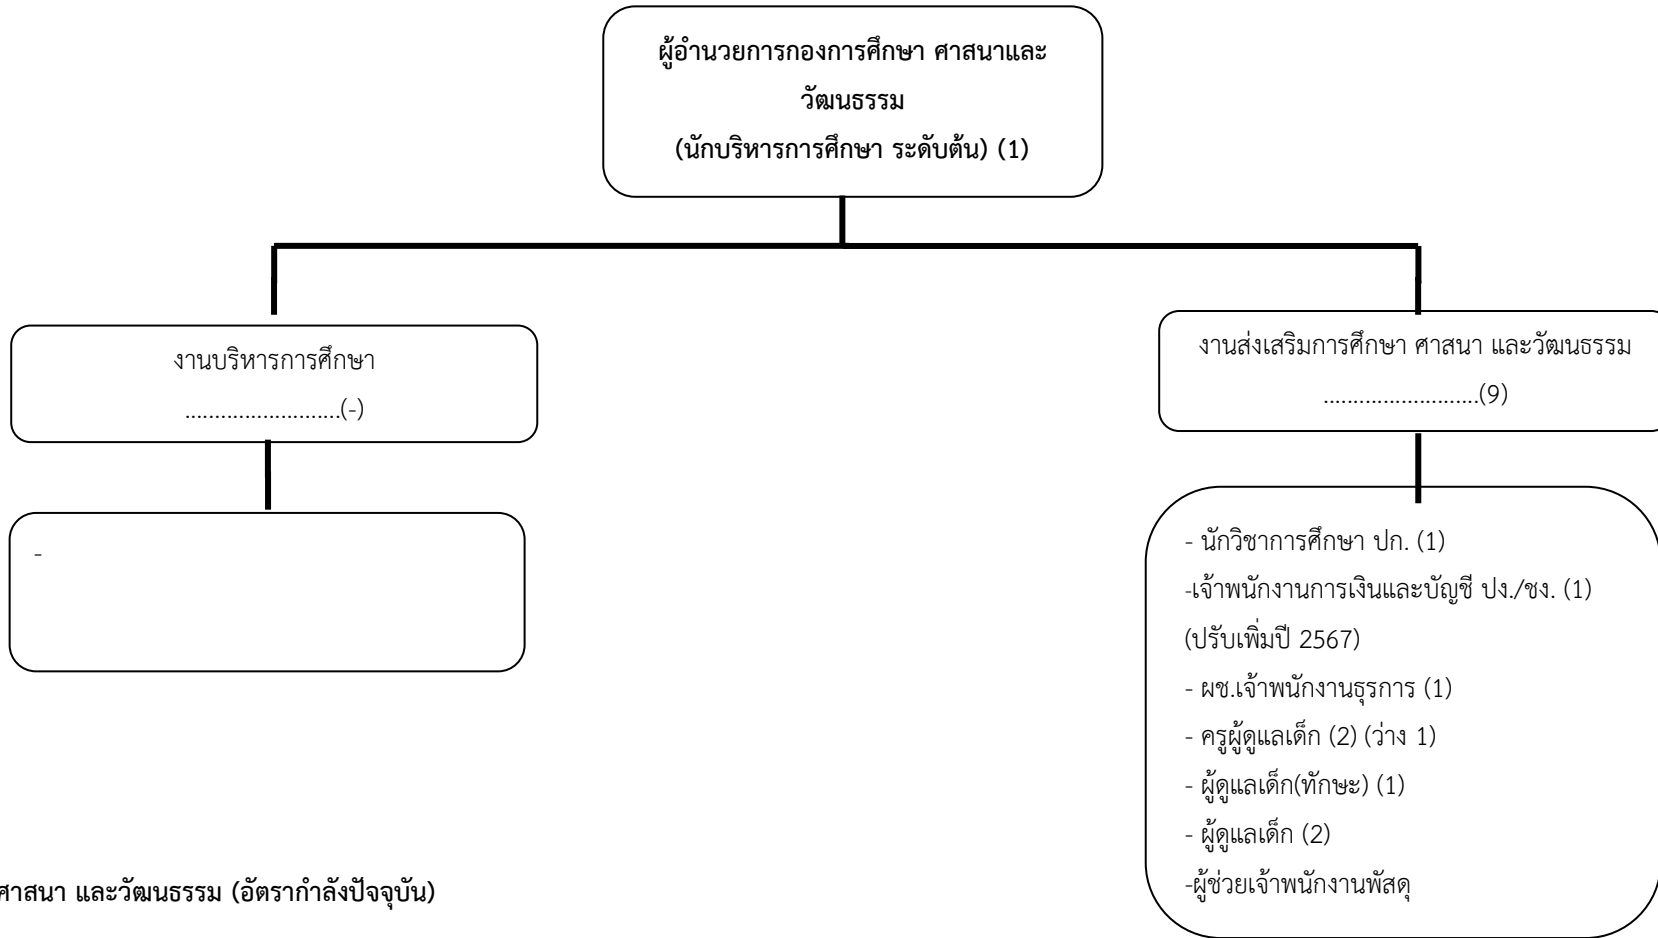 ผู้อำนวยการกองการศึกษา ศาสนาและ
วัฒนธรรม
(นักบริหารการศึกษา ระดับต้น) (1)
งานบริหารการศึกษา
..........................(-)
-
งานส่งเสริมการศึกษา ศาสนา และวัฒนธรรม
..........................(9)
- นักวิชาการศึกษา ปก. (1)
-เจ้าพนักงานการเงินและบัญชี ปง./ชง. (1)
(ปรับเพิ่มปี 2567)
- ผช.เจ้าพนักงานธุรการ (1)
- ครูผู้ดูแลเด็ก (2) (ว่าง 1)
- ผู้ดูแลเด็ก(ทักษะ) (1)
- ผู้ดูแลเด็ก (2)
-ผู้ช่วยเจ้าพนักงานพัสดุ
ศาสนา และวัฒนธรรม (อัตรากำลังปัจจุบัน)